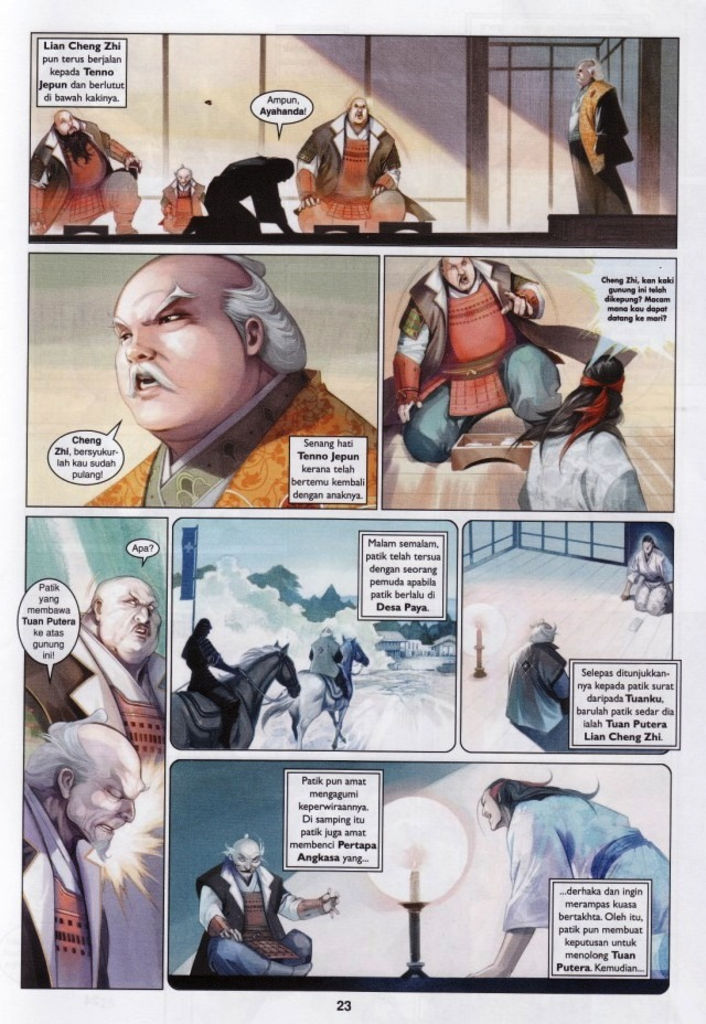 Lian Cheng Zhi
pun terus berjalan
kepada Tenno
Jepun dan berlutut
di bawah kakinya.
Ampun,
Ayahanda?
Cheng
Zhi, bersyukur-
lah kau sudah
pulang!
Senang hati
Tenno Jepun
kerana telah
bertemu kembali
dengan anaknya.
Cheng Zhi, kan kaki
gunung ini telah
dikepung? Macam
mana kau dapat
datang ke mari?
Apa?
Patik
yang
membawa
Tuan Putera
ke atas
gunung
ini!
Malam semalam,
patik telah tersua
dengan seorang
pemuda apabila
patik berlalu di
Desa Paya.
Selepas ditunjukkan-
nya kepada patik surat
daripada Tuanku,
barulah patik sedar dia
ialah Tuan Putera
Lian Cheng Zhi.
Patik pun amat
mengagumi
keperwiraannya.
Di samping itu
patik juga amat
membenci Pertapa
Angkasa yang...
...derhaka dan ingin
merampas kuasa
bertakhta. Oleh itu,
patik pun membuat
keputusan untuk
menolong Tuan
Putera. Kemudian...
23